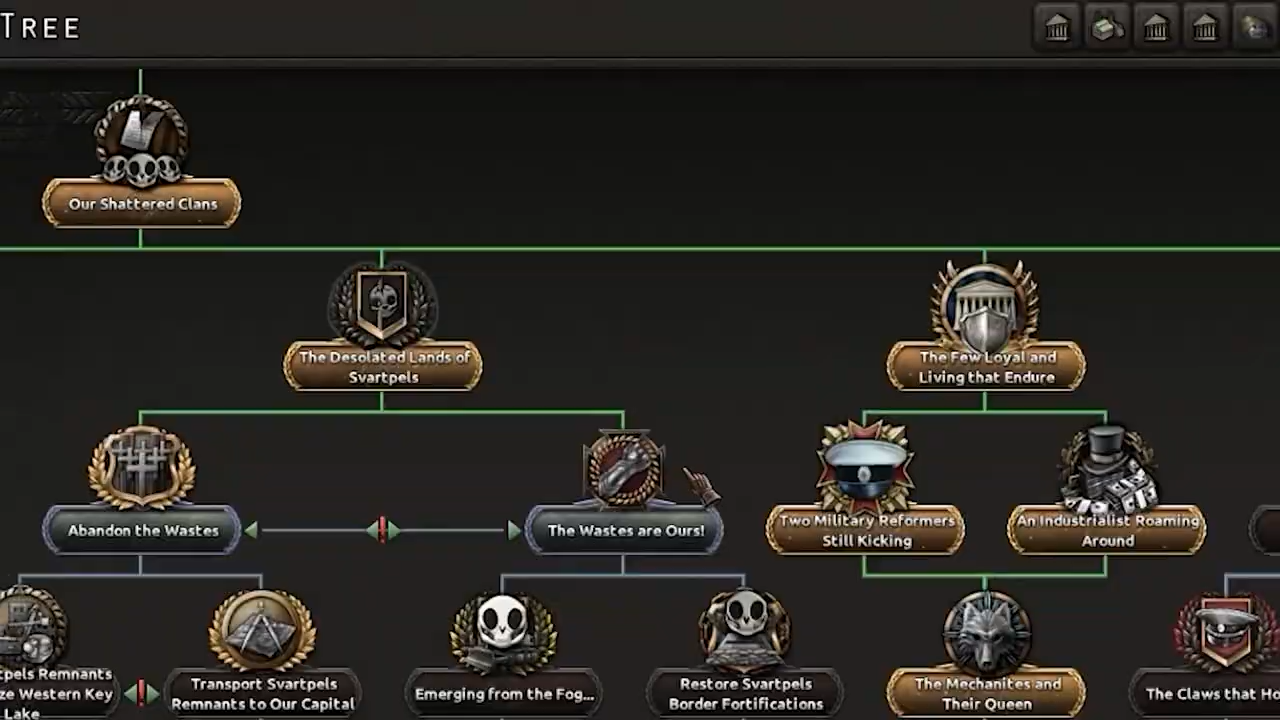 TREE
Our Shattered Clans
The Desolated Lands of
Svartpels
The Few Loyal and
Living that Endure
Abandon the Wastes
The Wastes are Ours!
Two Military Reformers
Still Kicking
An Industrialist Roaming
Around
tpels Remnants
ze Western Key
Lake
Transport Svartpels
Remnants to Our Capital
Emerging from the Fog...
Restore Svartpels
Border Fortifications
The Mechanites and
Their Queen
The Claws that Ho